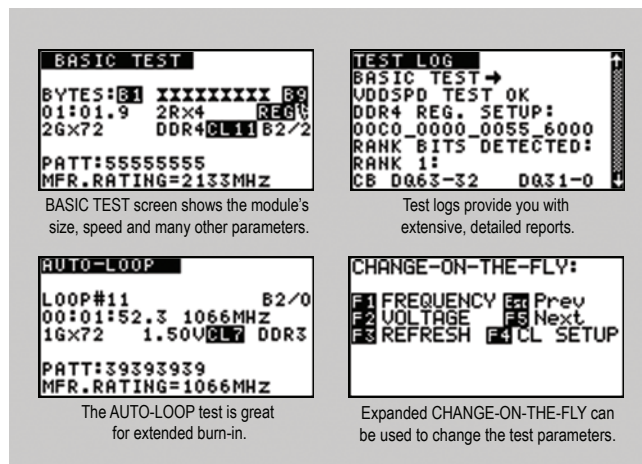 BASIC TEST
BYTES:B1 XXXXXXXXX B9
01:01.9 2Rx4 REG
2Gx72 DDR4 CL11 B2/2
PATT:55555555
MFR.RATING=2133MHZ
BASIC TEST screen shows the module's
size, speed and many other parameters.
TEST LOG
BASIC TEST→
VDDSPD TEST OK
DDR4 REG. SETUP:
00C0_0000_0055_6000
RANK BITS DETECTED:
RANK 1:
CB DQ63-32 DQ31-0
Test logs provide you with
extensive, detailed reports.
AUTO-LOOP
LOOP#11 B2/0
00:01:52.3 1066MHZ
1Gx72 1.50V CL7 DDR3
PATT:39393939
MFR.RATING=1066MHZ
The AUTO-LOOP test is great
for extended burn-in.
CHANGE-ON-THE-FLY:
F1 FREQUENCY Esc Prev
F2 VOLTAGE F5 Next
F3 REFRESH F4 CL SETUP
Expanded CHANGE-ON-THE-FLY can
be used to change the test parameters.